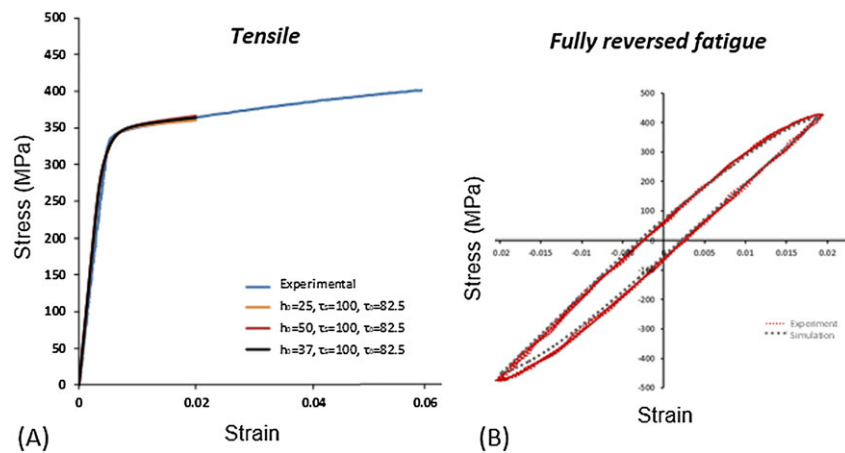 Tensile
Fully reversed fatigue
500
450
400
350
300
250
200
150
100
50
0
0
0.02
0.04
0.06
Stress (MPa)
Strain
Experimental
h₀=25, τₛ=100, τ₀=82.5
h₀=50, τₛ=100, τ₀=82.5
h₀=37, τₛ=100, τ₀=82.5
(A)
500
400
300
200
100
0
-100
-200
-300
-400
-500
0.02
-0.015
-0.01
-0.005
0
0.005
0.01
0.015
0.02
Stress (MPa)
Strain
Experiment
Simulation
(B)